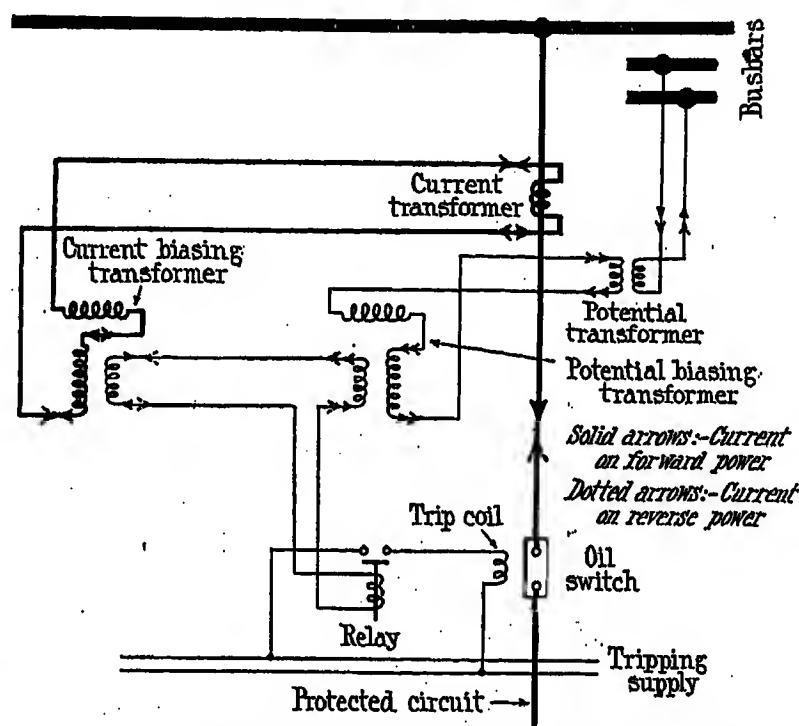 Busbars
Current
transformer
Current biasing
transformer
Potential
transformer
Potential biasing
transformer
Solid arrows:-Current
on forward power
Dotted arrows:-Current
on reverse power
Trip coil
Oil
switch
Relay
Tripping
supply
Protected circuit